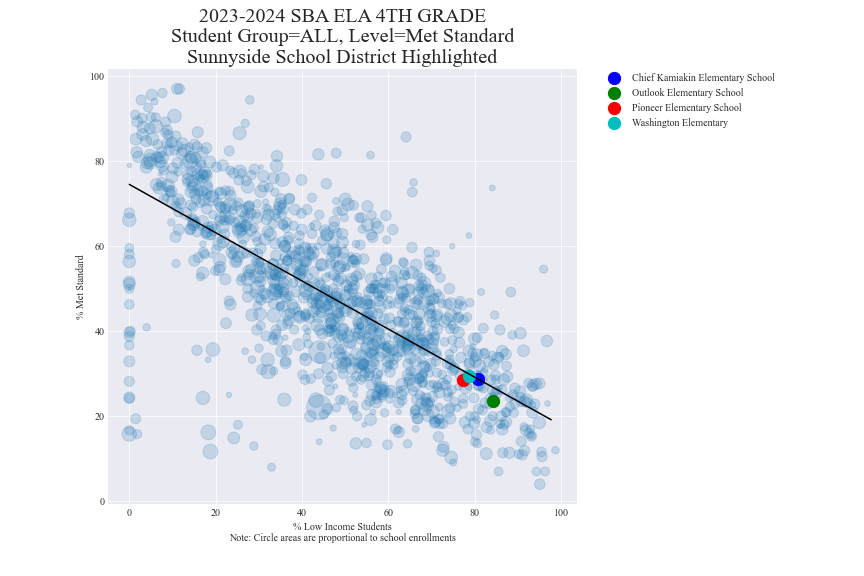 2023-2024 SBA ELA 4TH GRADE
Student Group=ALL, Level=Met Standard
Sunnyside School District Highlighted
Chief Kamiakin Elementary School
Outlook Elementary School
Pioneer Elementary School
Washington Elementary
% Met Standard
100
80
60
40
20
0
0 20 40 60 80 100
% Low Income Students
Note: Circle areas are proportional to school enrollments